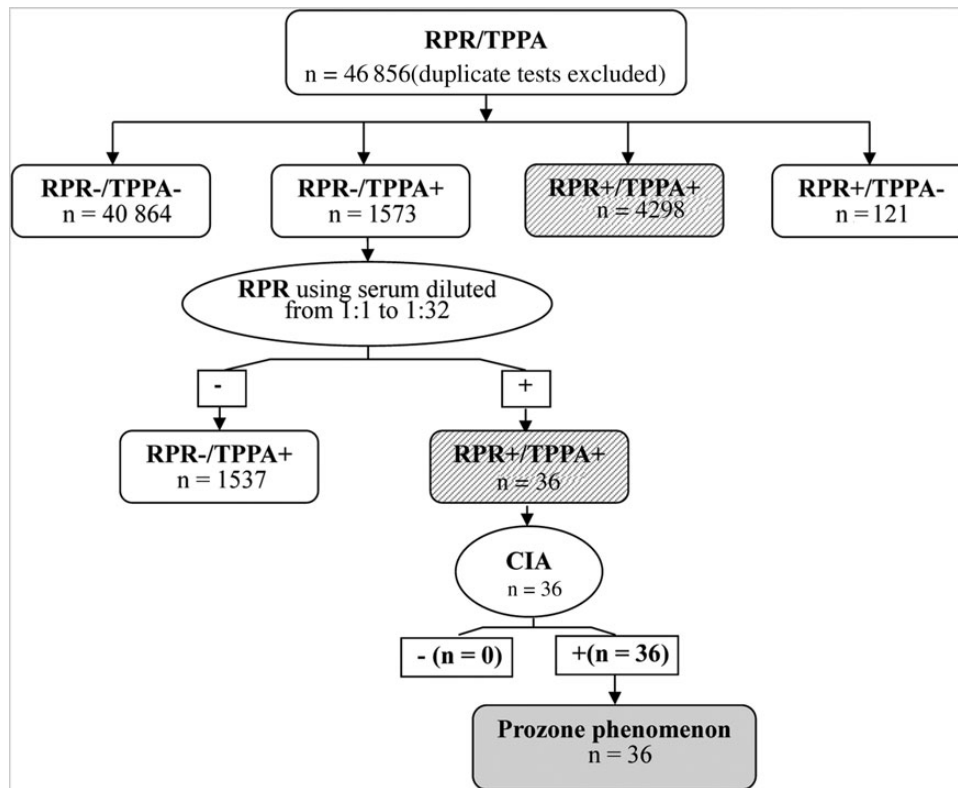 RPR/TPPA
n = 46 856(duplicate tests excluded)
RPR-/TPPA-
n = 40 864
RPR-/TPPA+
n = 1573
RPR+/TPPA+
n = 4298
RPR+/TPPA-
n = 121
RPR using serum diluted
from 1:1 to 1:32
-
+
RPR-/TPPA+
n = 1537
RPR+/TPPA+
n = 36
CIA
n = 36
- (n = 0)
+(n = 36)
Prozone phenomenon
n = 36